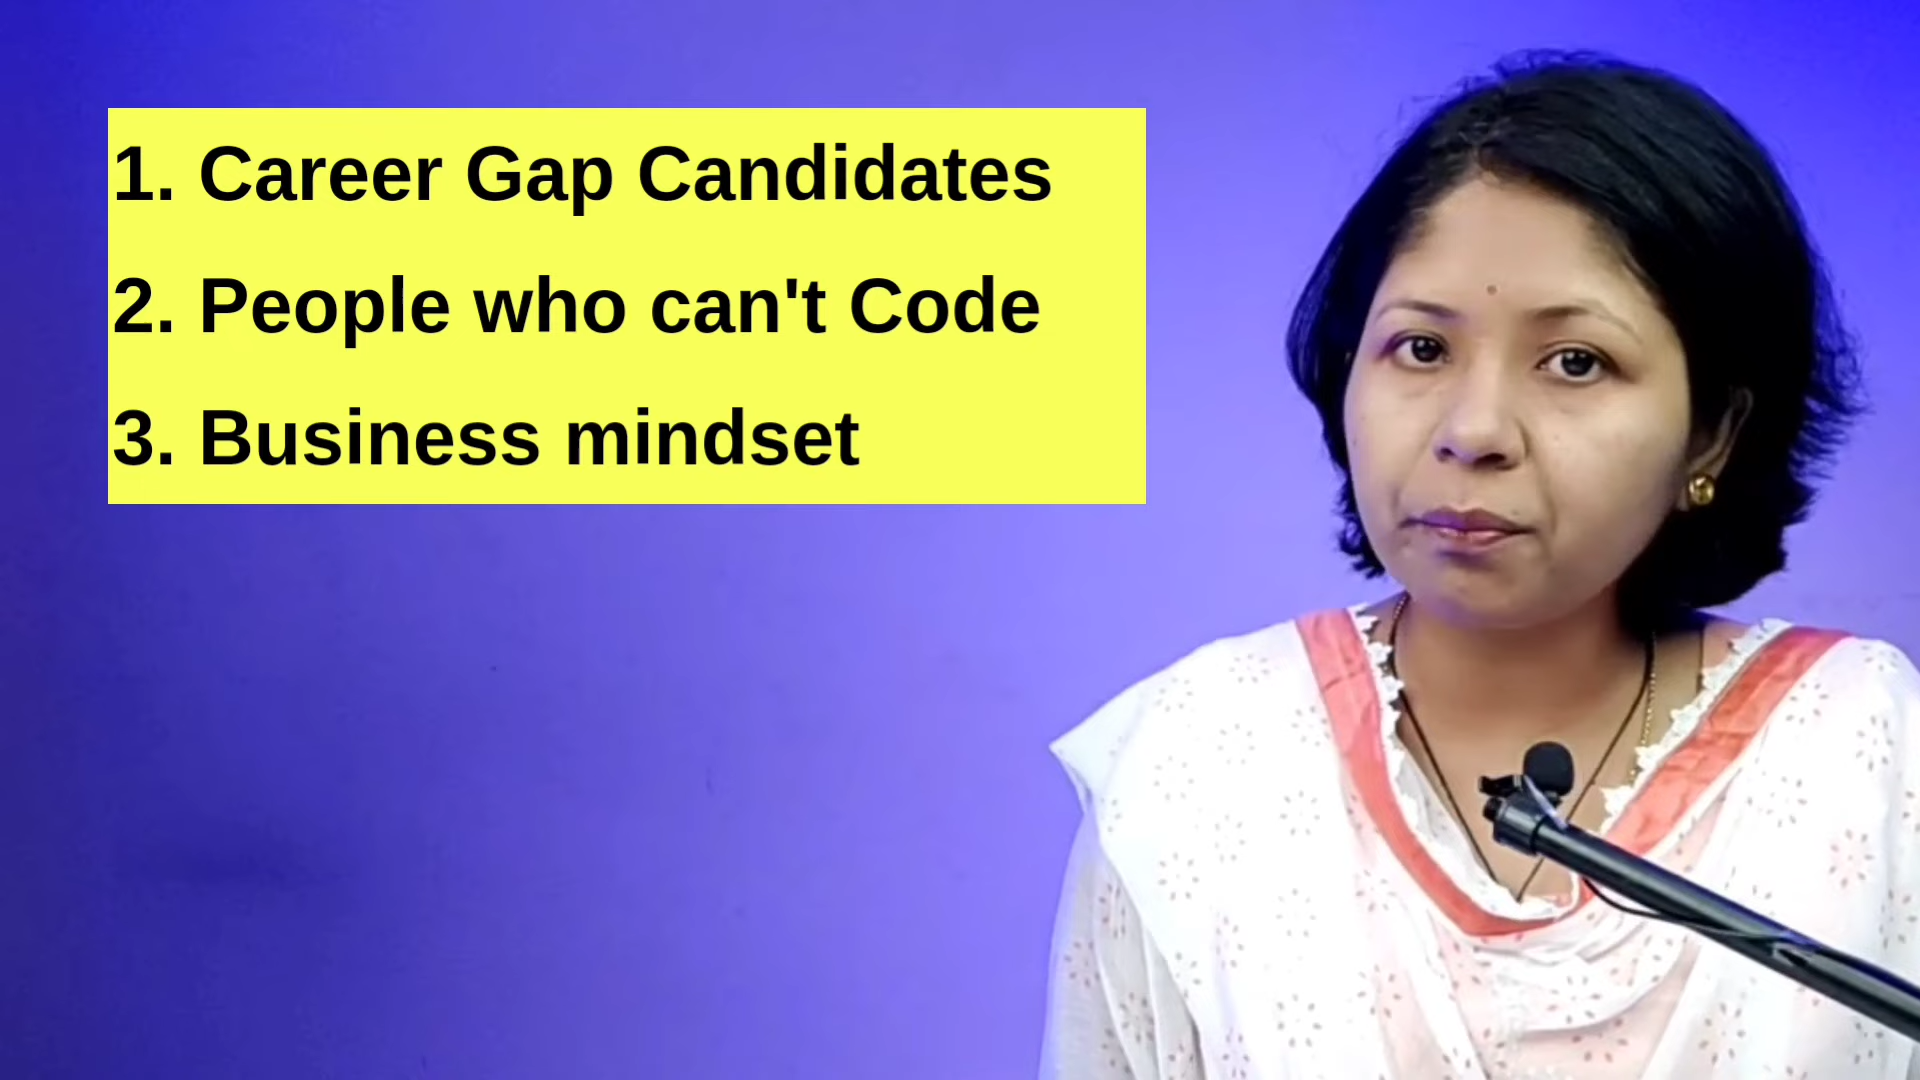 1. Career Gap Candidates
2. People who can't Code
3. Business mindset